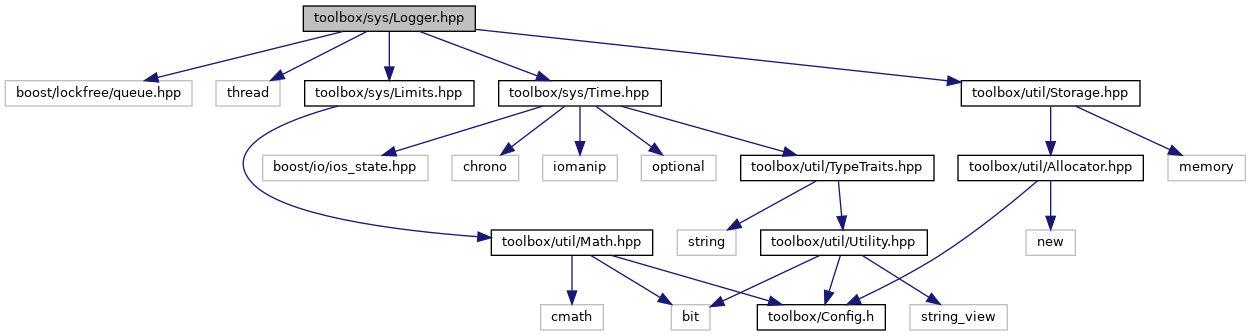 toolbox/sys/Logger.hpp
boost/lockfree/queue.hpp
thread
toolbox/sys/Limits.hpp
toolbox/sys/Time.hpp
toolbox/util/Storage.hpp
boost/io/ios_state.hpp
chrono
iomanip
optional
toolbox/util/TypeTraits.hpp
toolbox/util/Allocator.hpp
memory
toolbox/util/Math.hpp
string
toolbox/util/Utility.hpp
new
cmath
bit
toolbox/Config.h
string_view